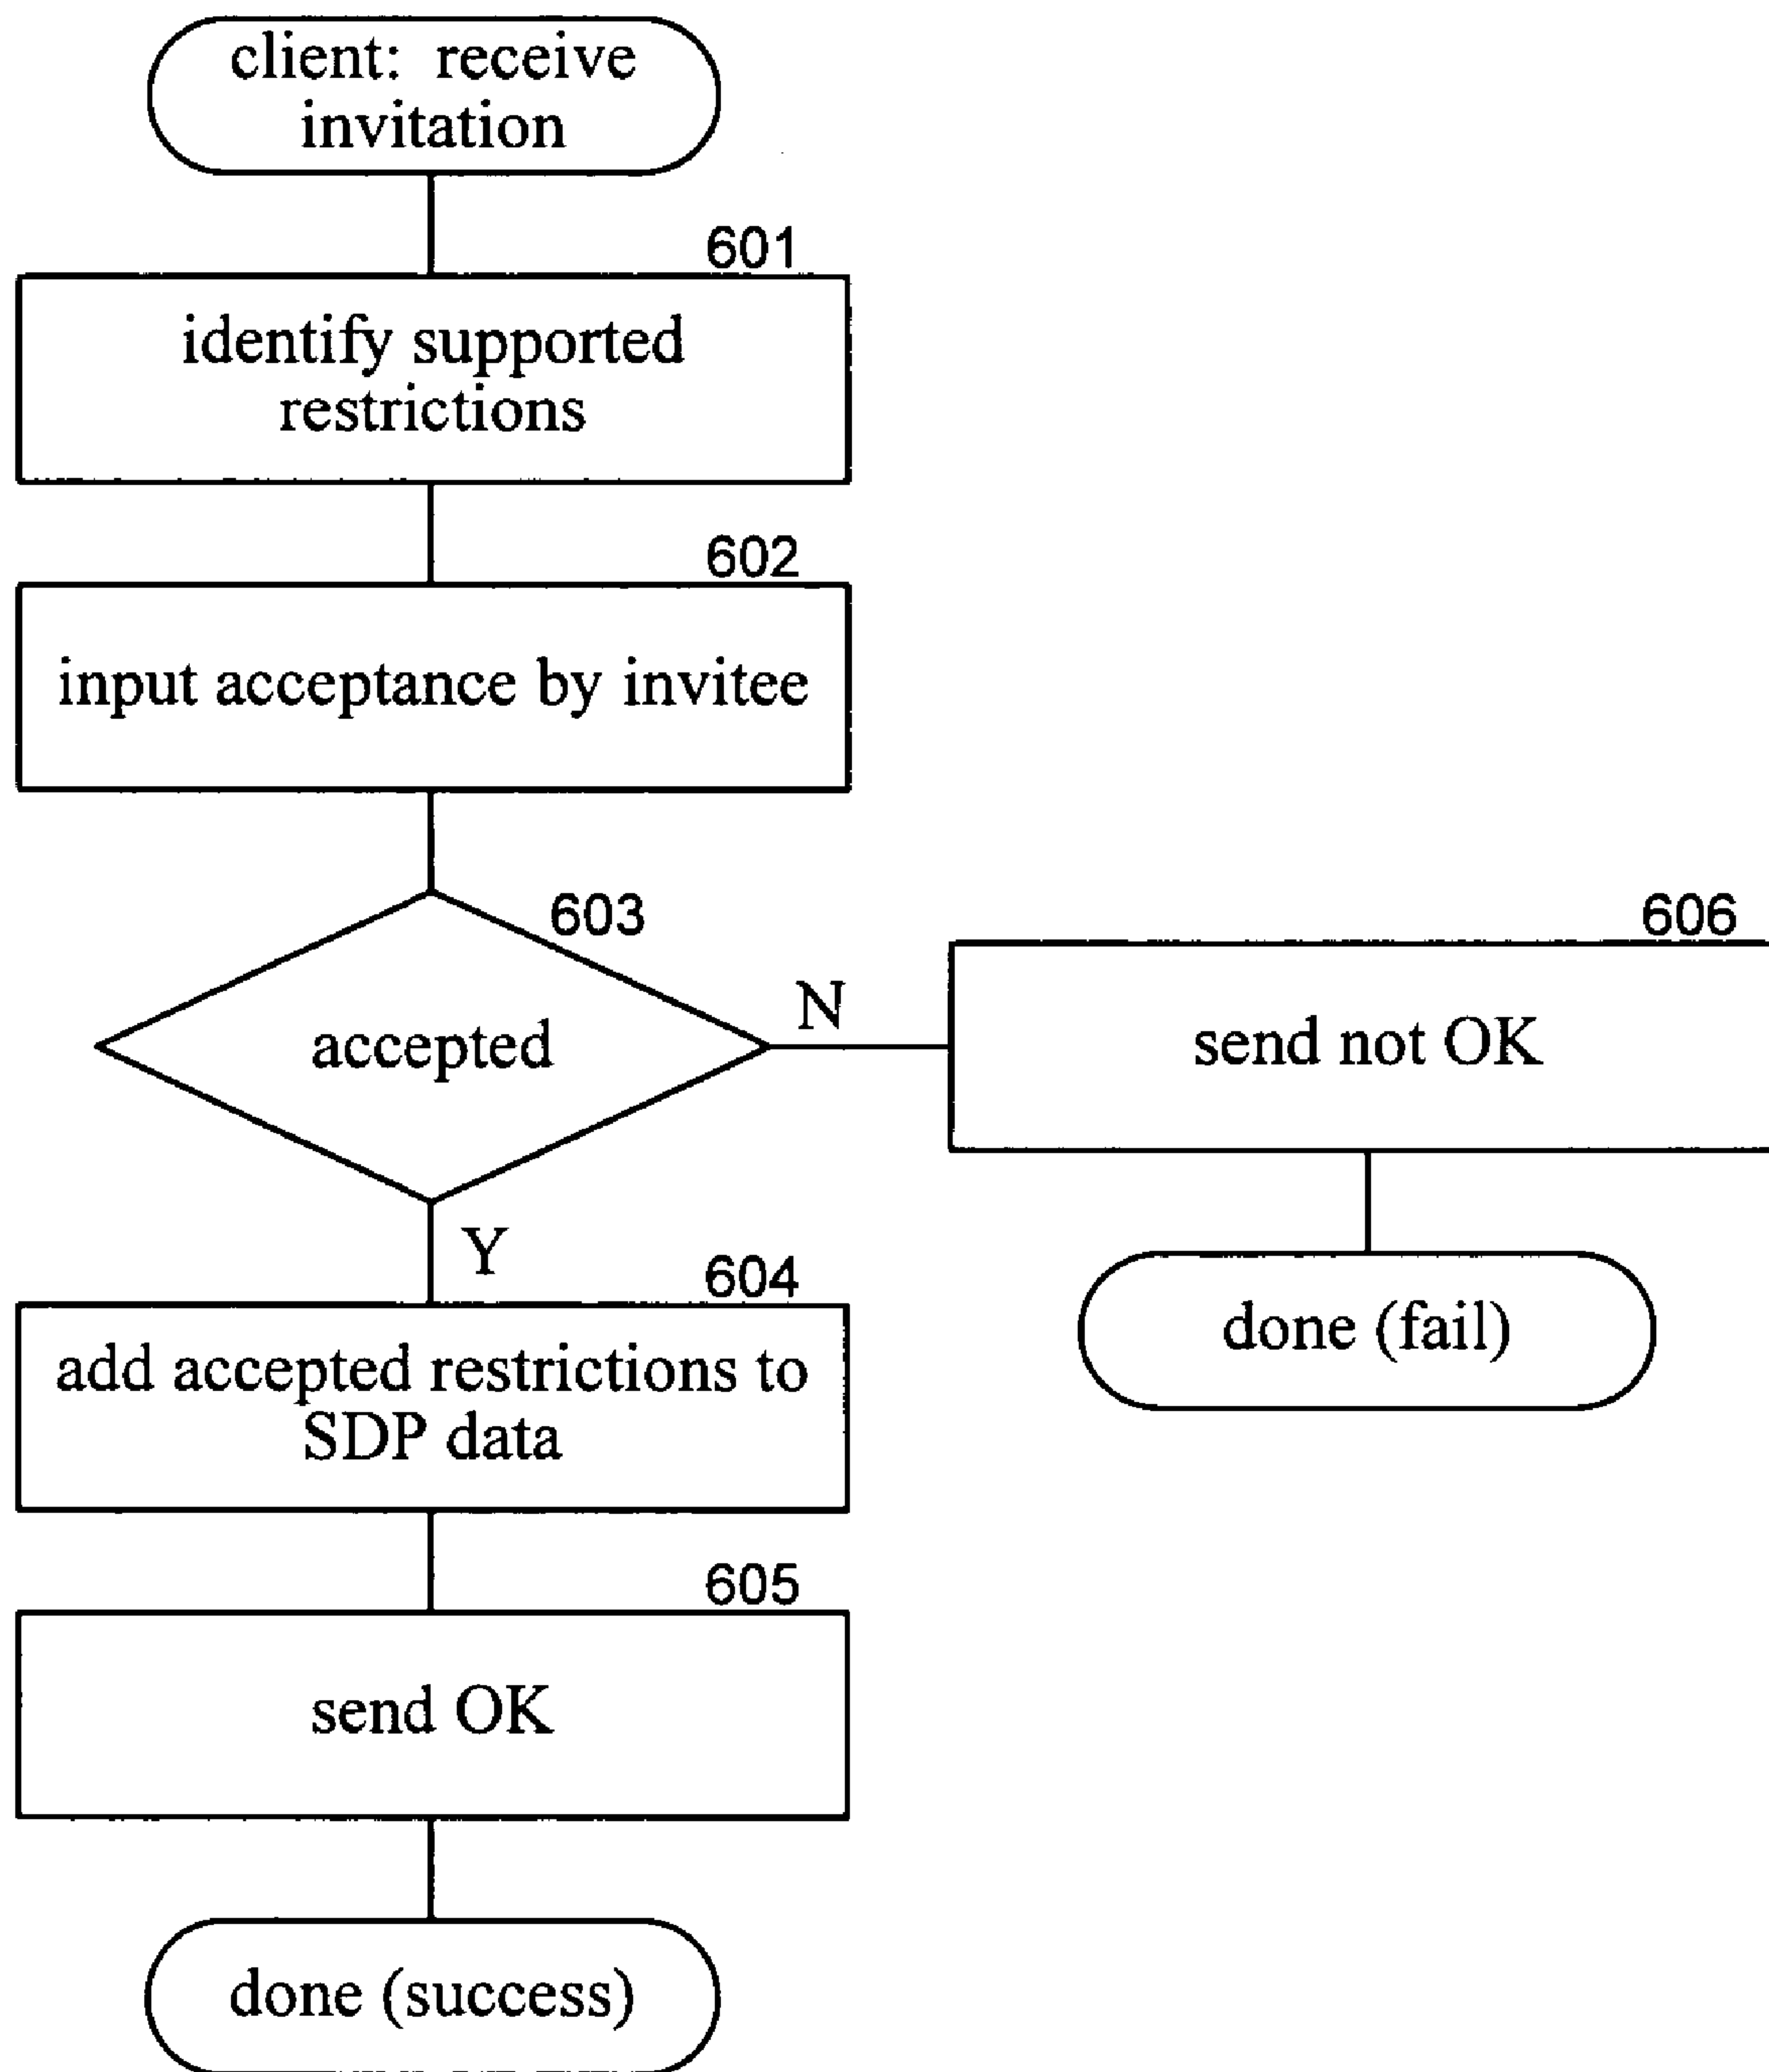 client: receive
invitation
601
identify supported
restrictions
602
input acceptance by invitee
603
accepted
N
606
send not OK
done (fail)
Y
604
add accepted restrictions to
SDP data
605
send OK
done (success)